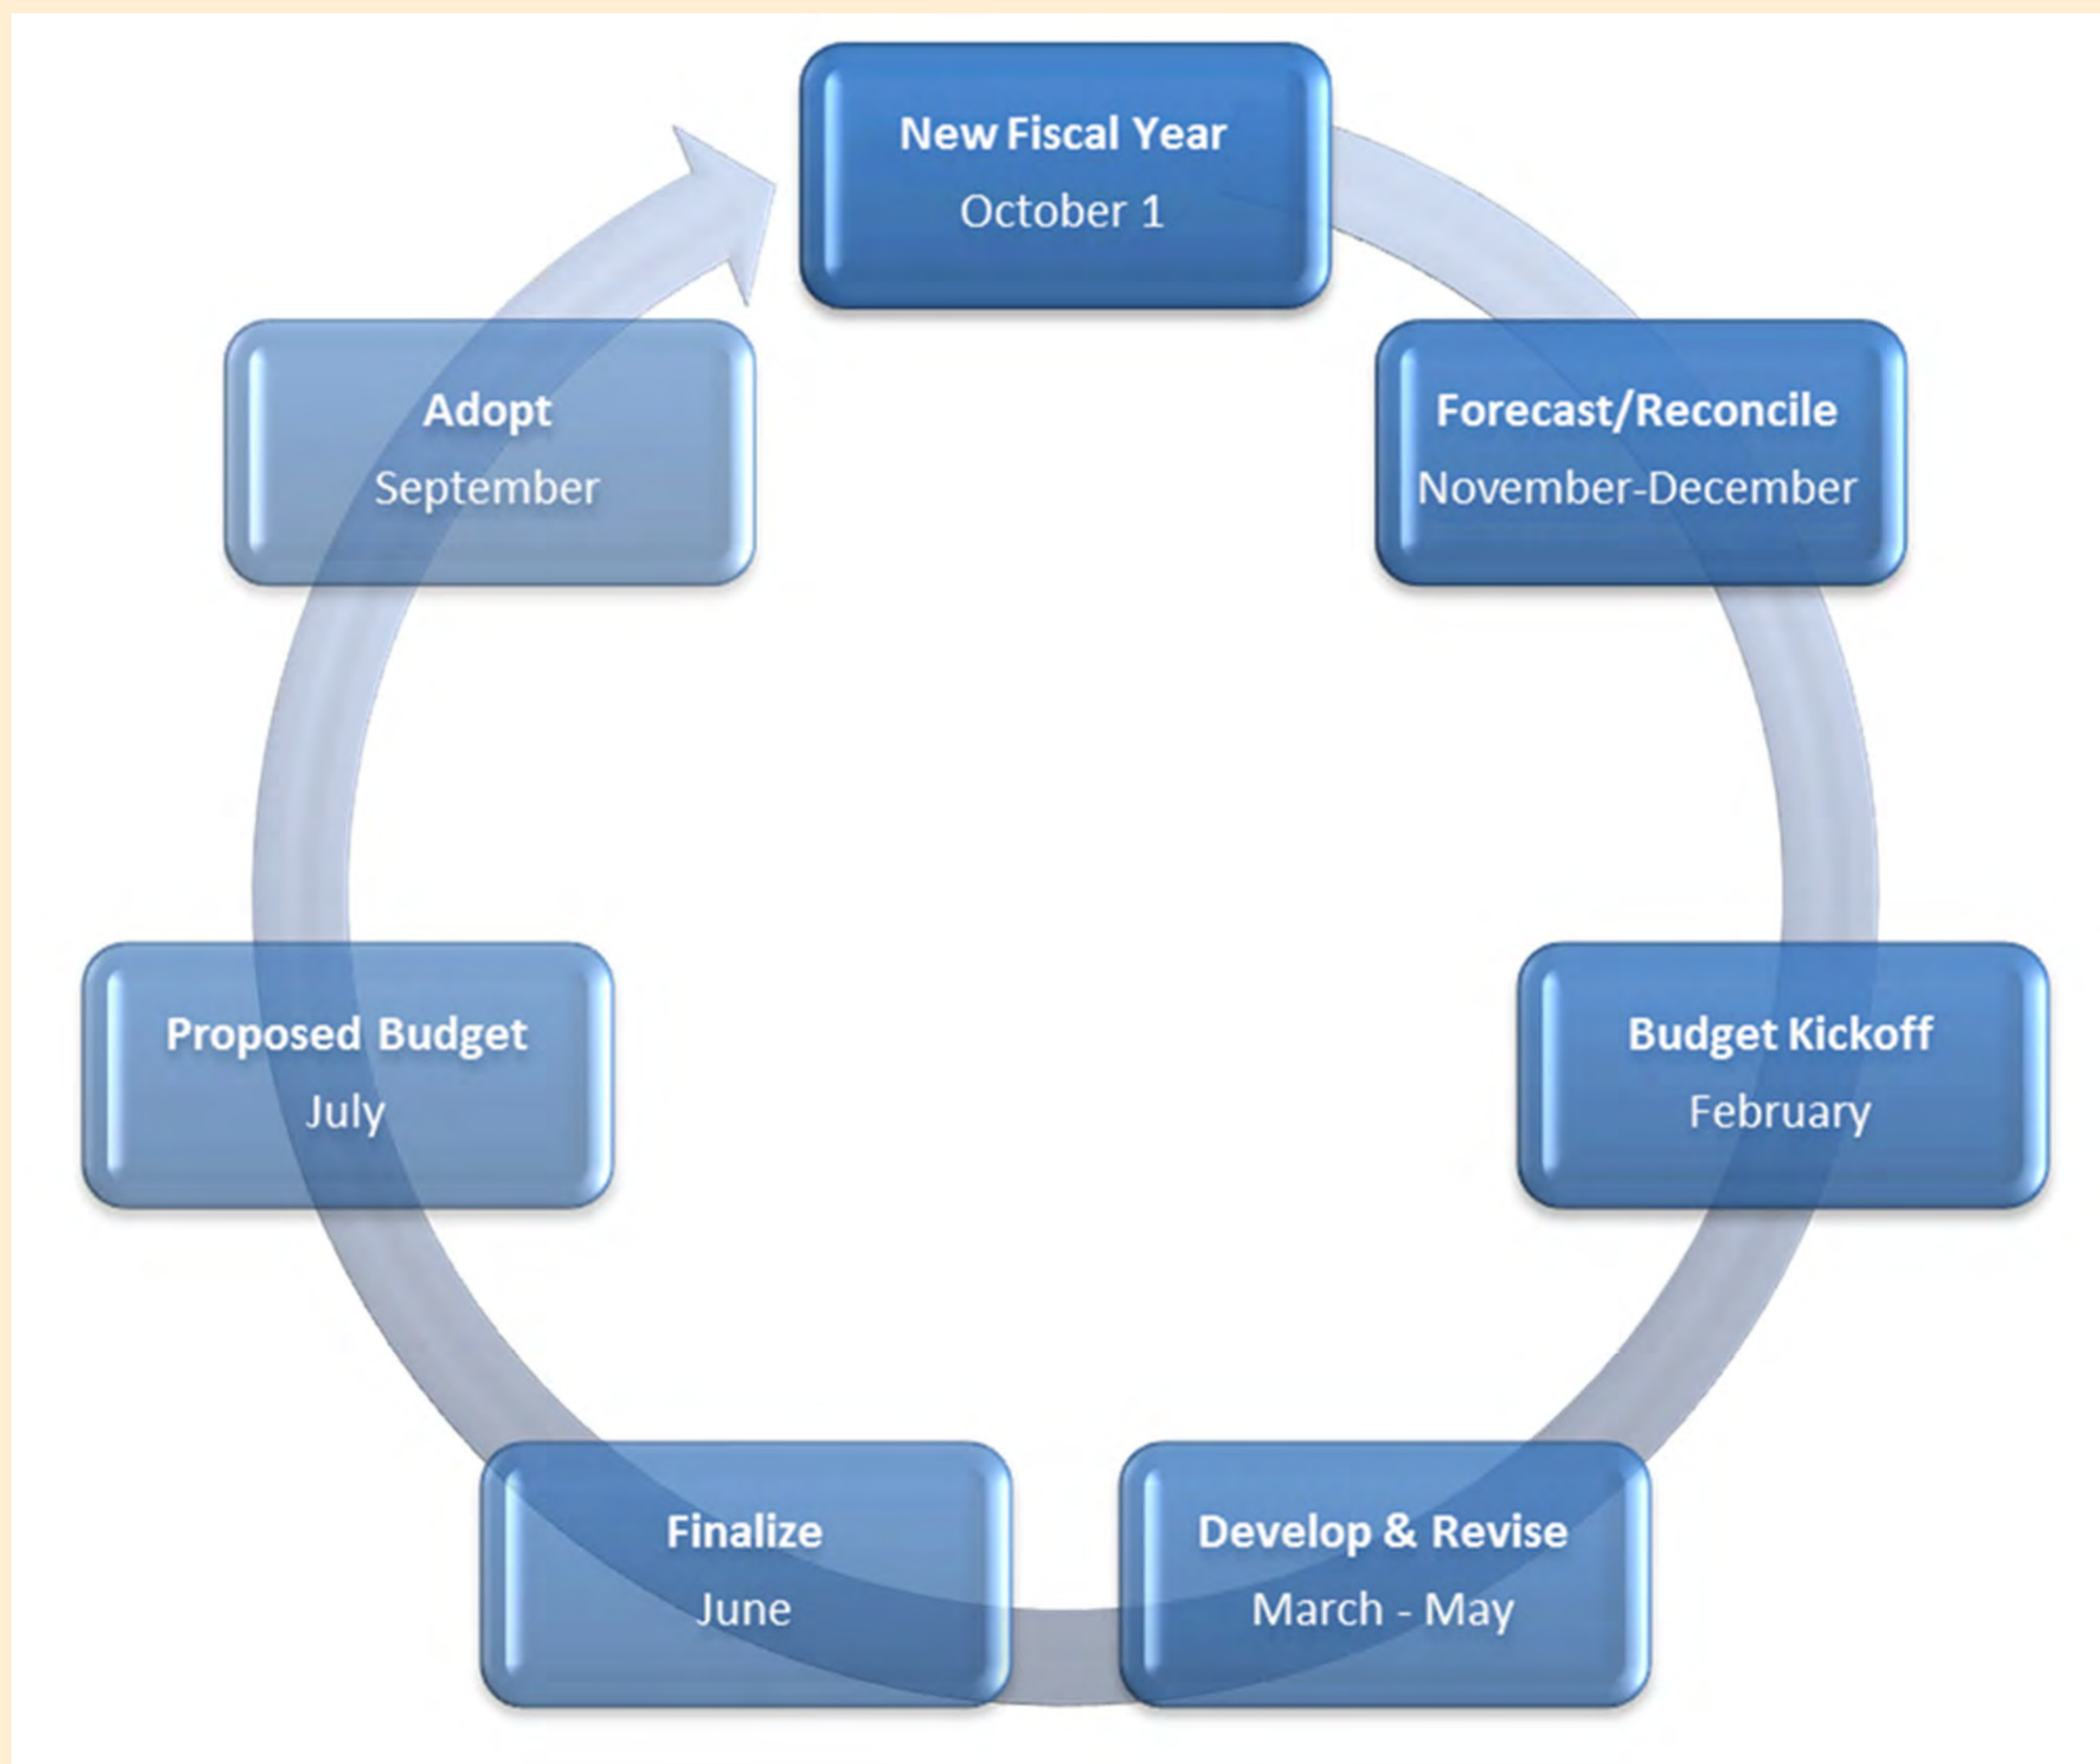 New Fiscal Year
October 1
Forecast/Reconcile
November-December
Budget Kickoff
February
Develop & Revise
March - May
Finalize
June
Proposed Budget
July
Adopt
September